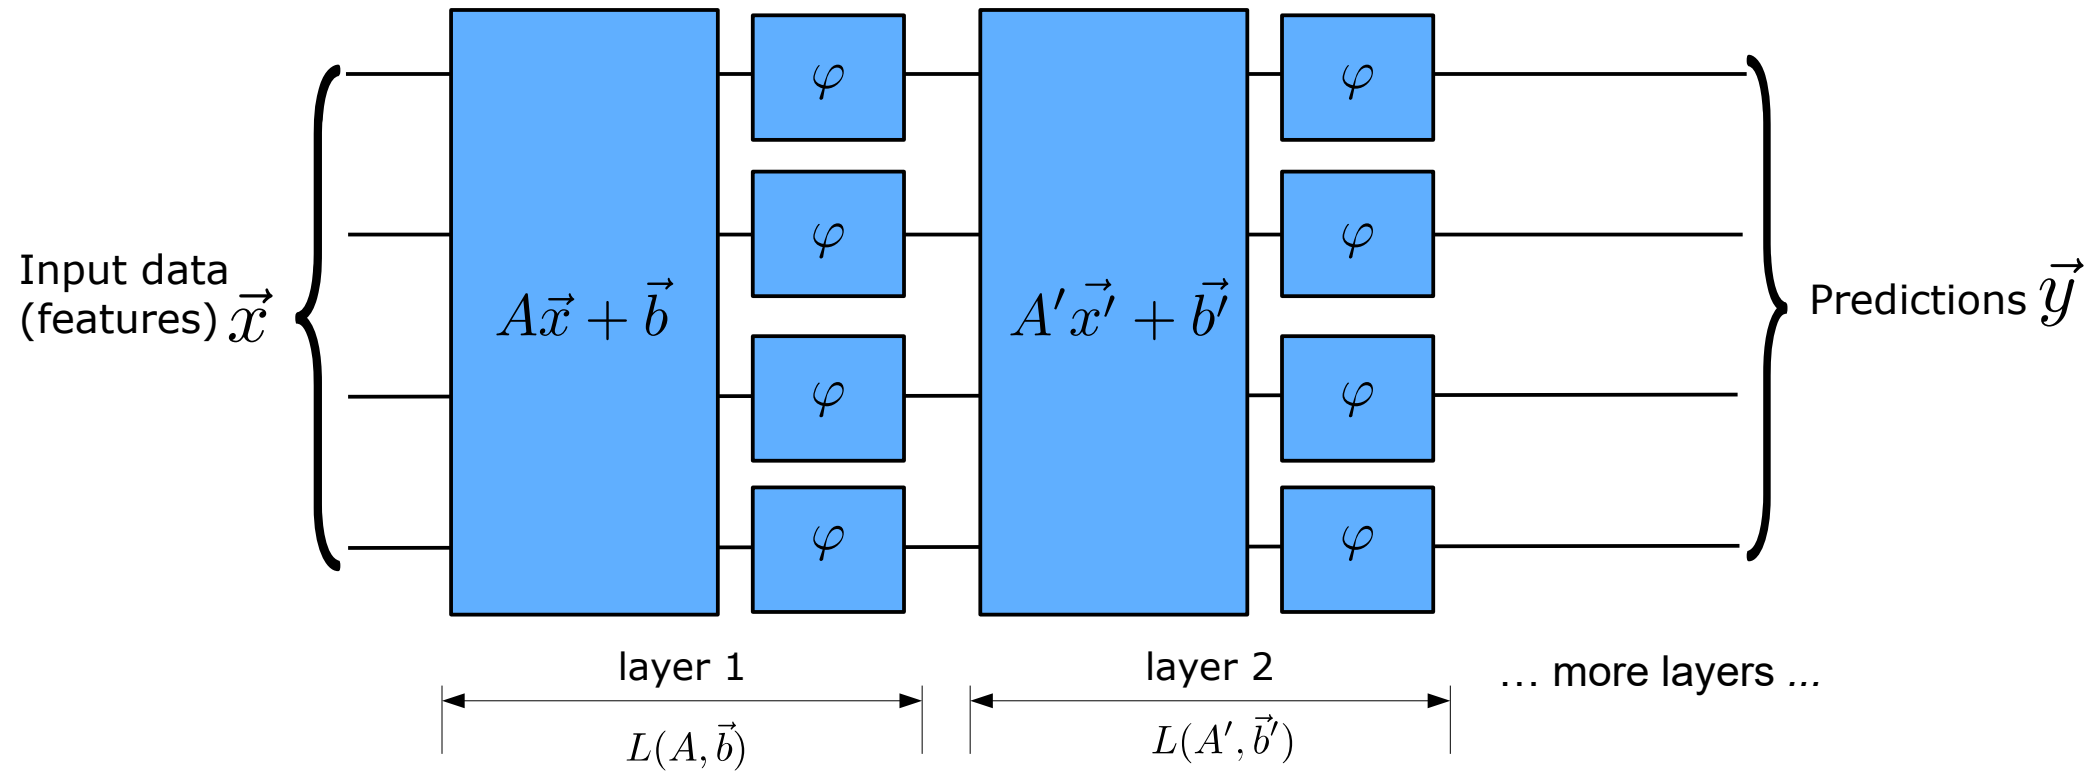 Input data
(features) x⃗
Ax⃗ + b⃗
φ
φ
φ
φ
A′x⃗′ + b⃗′
φ
φ
φ
φ
Predictions y⃗
layer 1
L(A, b⃗)
layer 2
L(A′, b⃗′)
… more layers ...